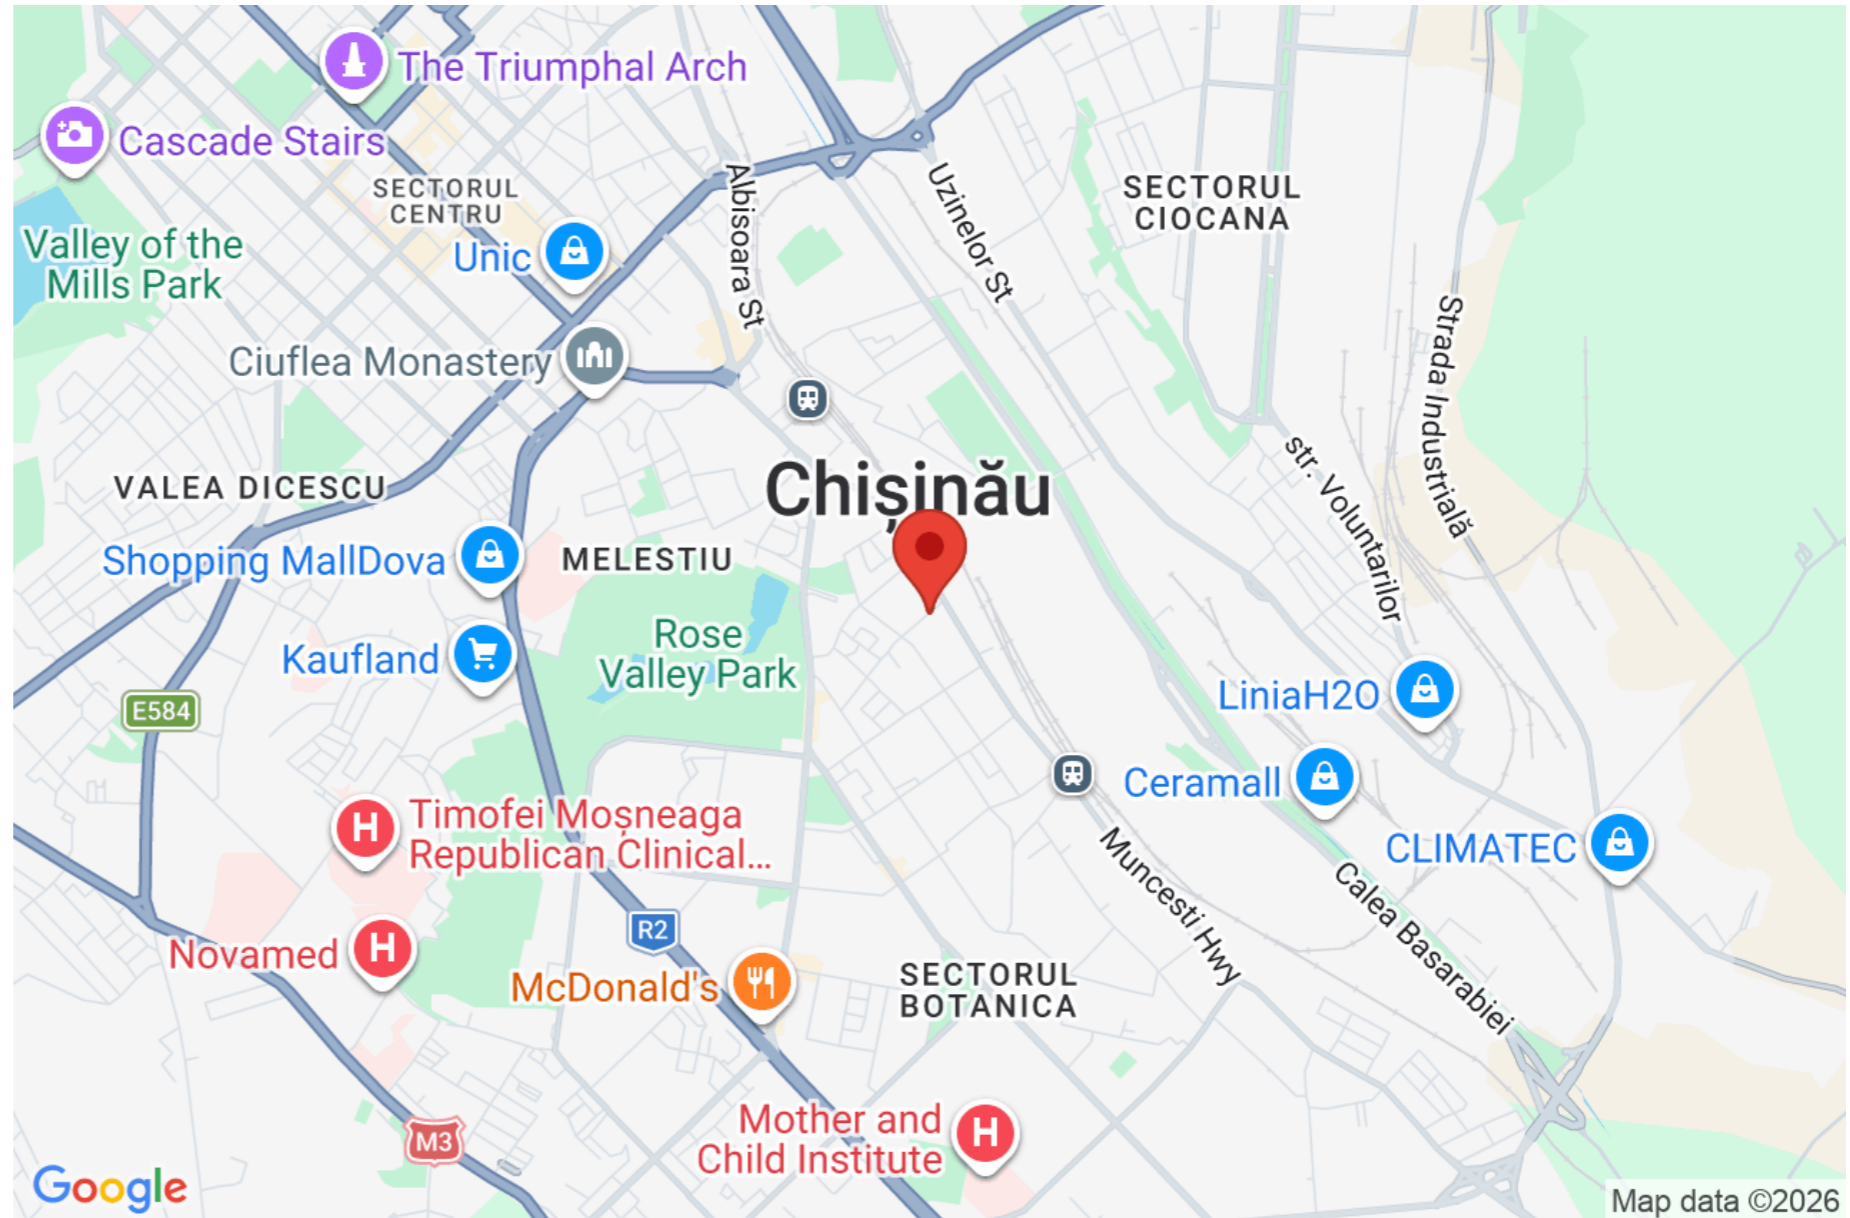 The Triumphal Arch
Cascade Stairs
SECTORUL
CENTRU
Albisoara St
Uzinelor St
SECTORUL
CIOCANA
Valley of the
Mills Park
Unic
Strada Industrială
Ciuflea Monastery
str. Voluntarilor
Chișinău
VALEA DICESCU
Shopping MallDova
MELESTIU
Rose
Valley Park
Kaufland
E584
LiniaH2O
Ceramall
CLIMATEC
Timofei Moșneaga
Republican Clinical...
H
Muncesti Hwy
Calea Basarabiei
R2
Novamed
H
McDonald's
SECTORUL
BOTANICA
Mother and
Child Institute
H
M3
Google
Map data ©2026